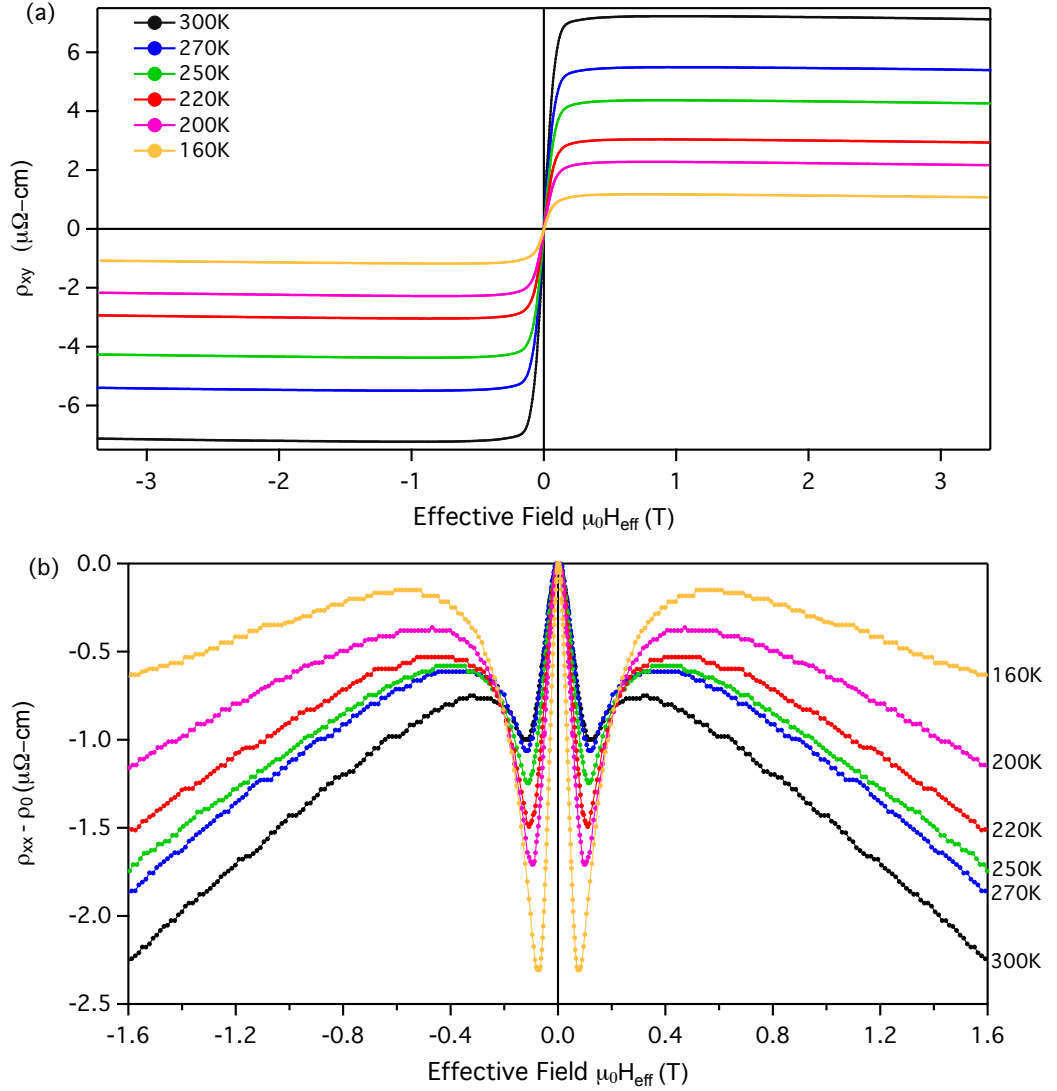 (a)
300K
270K
250K
220K
200K
160K
6
4
2
0
-2
-4
-6
ρxy (μΩ−cm)
-3 -2 -1 0 1 2 3
Effective Field μ₀Heff (T)
(b)
0.0
-0.5
-1.0
-1.5
-2.0
-2.5
ρxx - ρ0 (μΩ−cm)
160K
200K
220K
250K
270K
300K
-1.6 -1.2 -0.8 -0.4 0.0 0.4 0.8 1.2 1.6
Effective Field μ₀Heff (T)